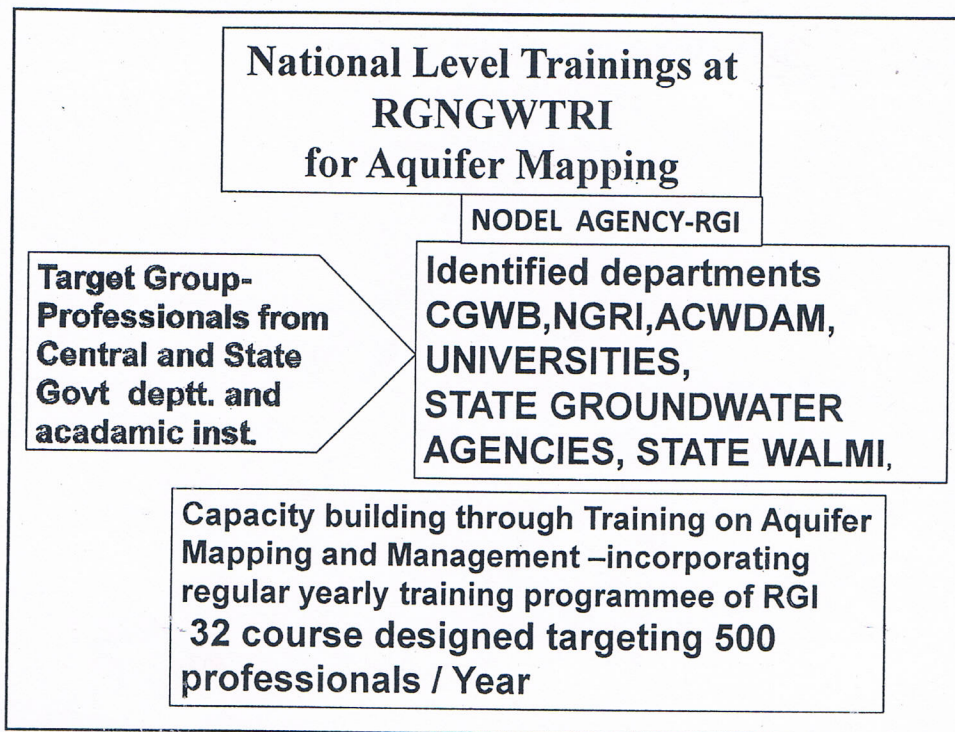 National Level Trainings at
RGNGWTRI
for Aquifer Mapping
NODEL AGENCY-RGI
Target Group-
Professionals from
Central and State
Govt deptt. and
acadamic inst.
Identified departments
CGWB,NGRI,ACWDAM,
UNIVERSITIES,
STATE GROUNDWATER
AGENCIES, STATE WALMI,
Capacity building through Training on Aquifer
Mapping and Management –incorporating
regular yearly training programmee of RGI
32 course designed targeting 500
professionals / Year